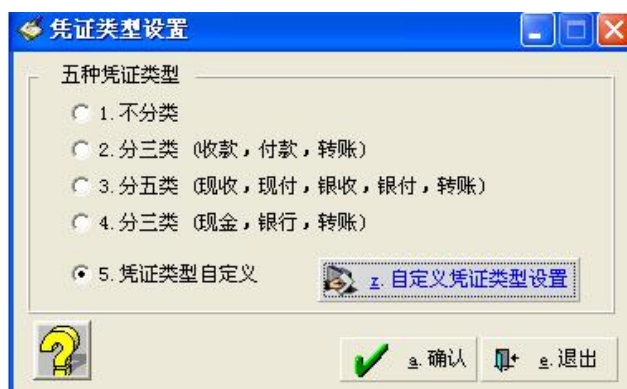 凭证类型设置
五种凭证类型
1.不分类
2.分三类 (收款，付款，转账)
3.分五类 (现收，现付，银收，银付，转账)
4.分三类 (现金，银行，转账)
5.凭证类型自定义
z.自定义凭证类型设置
a.确认
e.退出